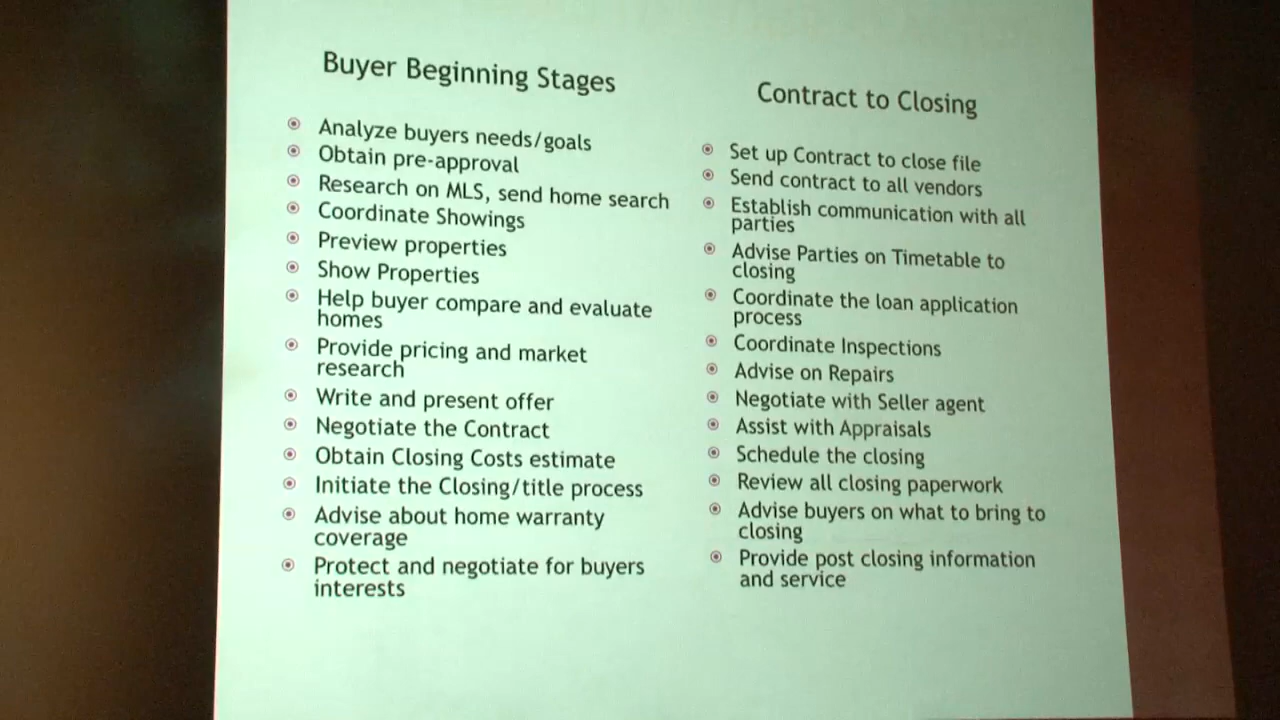 Buyer Beginning Stages
Analyze buyers needs/goals
Obtain pre-approval
Research on MLS, send home search
Coordinate Showings
Preview properties
Show Properties
Help buyer compare and evaluate
homes
Provide pricing and market
research
Write and present offer
Negotiate the Contract
Obtain Closing Costs estimate
Initiate the Closing/title process
Advise about home warranty
coverage
Protect and negotiate for buyers
interests
Contract to Closing
Set up Contract to close file
Send contract to all vendors
Establish communication with all
parties
Advise Parties on Timetable to
closing
Coordinate the loan application
process
Coordinate Inspections
Advise on Repairs
Negotiate with Seller agent
Assist with Appraisals
Schedule the closing
Review all closing paperwork
Advise buyers on what to bring to
closing
Provide post closing information
and service